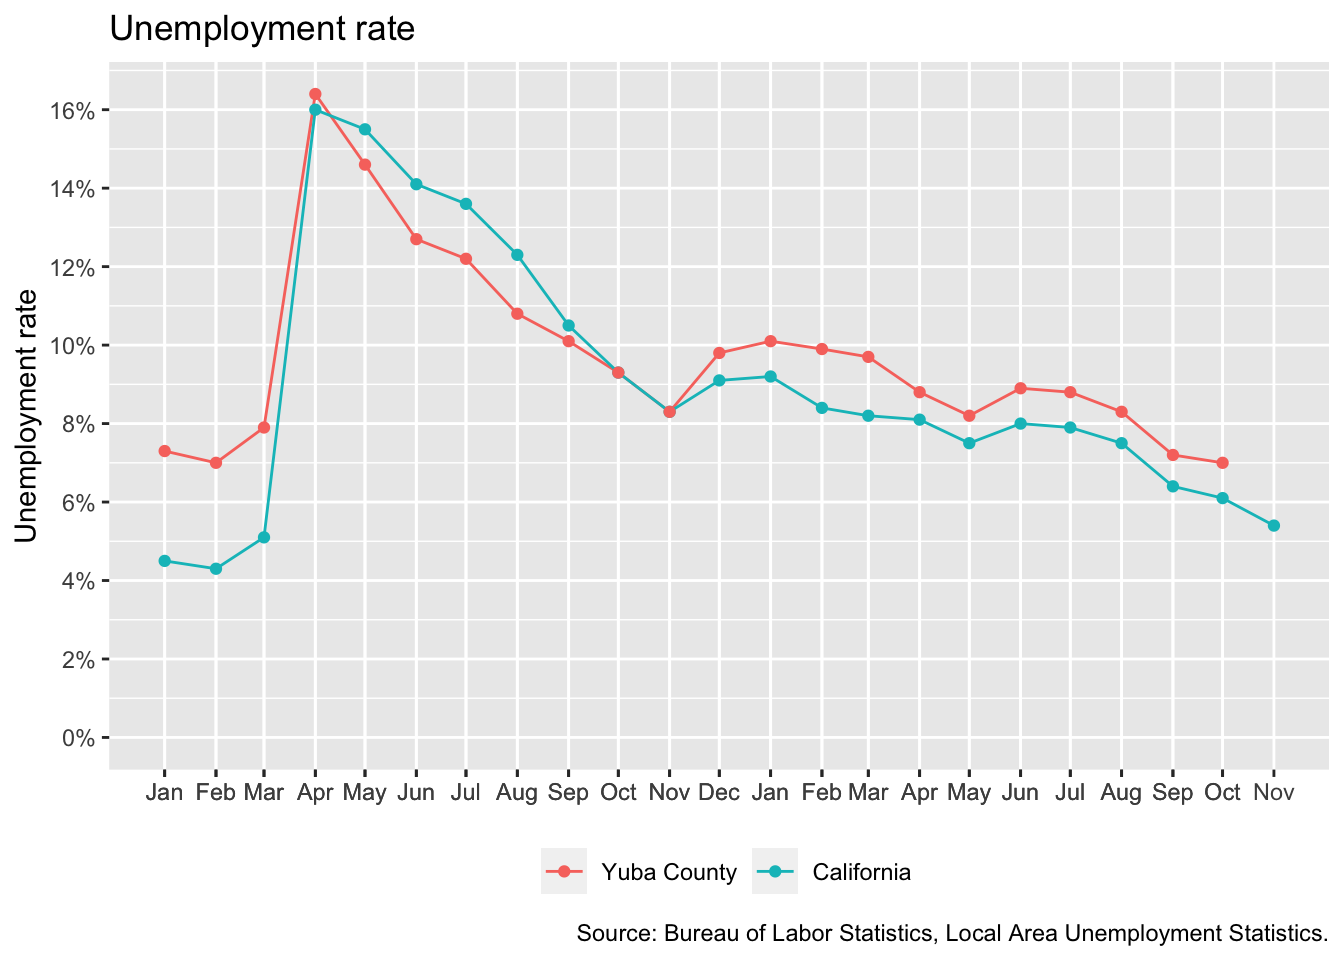 Unemployment rate
Unemployment rate
16%
14%
12%
10%
8%
6%
4%
2%
0%
Jan Feb Mar Apr May Jun Jul Aug Sep Oct Nov Dec Jan Feb Mar Apr May Jun Jul Aug Sep Oct Nov
Yuba County California
Source: Bureau of Labor Statistics, Local Area Unemployment Statistics.